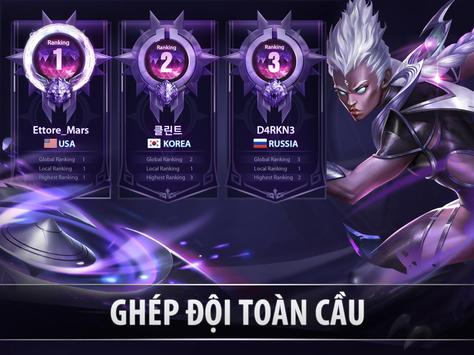 Ranking
1
Ettore_Mars
USA
Global Ranking 1
Local Ranking 1
Highest Ranking 1
Ranking
2
클린트
KOREA
Global Ranking 2
Local Ranking 1
Highest Ranking 2
Ranking
3
D4RKN3
RUSSIA
Global Ranking 3
Local Ranking 1
Highest Ranking 3
GHÉP ĐỘI TOÀN CẦU